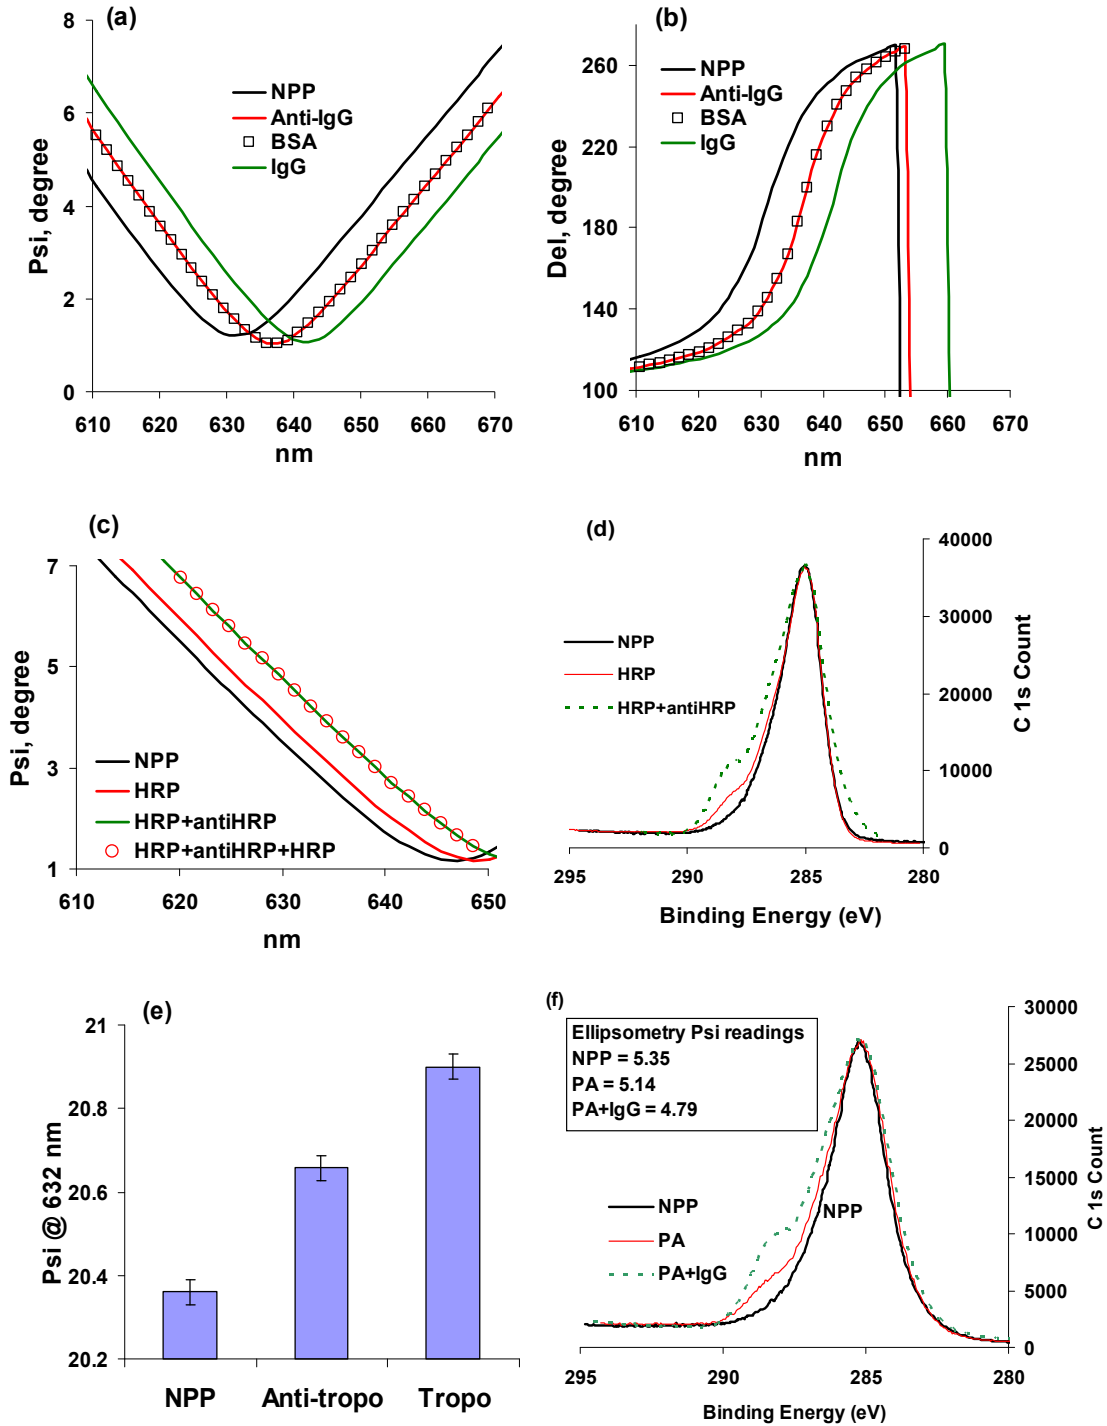 (a)
8
6
4
2
0
Psi, degree
NPP
Anti-IgG
BSA
IgG
610 620 630 640 650 660 670
nm
(b)
260
220
180
140
100
Del, degree
NPP
Anti-IgG
BSA
IgG
610 620 630 640 650 660 670
nm
(c)
7
5
3
1
Psi, degree
NPP
HRP
HRP+antiHRP
HRP+antiHRP+HRP
610 620 630 640 650
nm
(d)
40000
30000
20000
10000
0
C 1s Count
NPP
HRP
HRP+antiHRP
295 290 285 280
Binding Energy (eV)
(e)
21
20.8
20.6
20.4
20.2
Psi @ 632 nm
NPP Anti-tropo Tropo
(f)
Ellipsometry Psi readings
NPP = 5.35
PA = 5.14
PA+IgG = 4.79
30000
25000
20000
15000
10000
5000
0
C 1s Count
NPP
NPP
PA
PA+IgG
295 290 285 280
Binding Energy (eV)